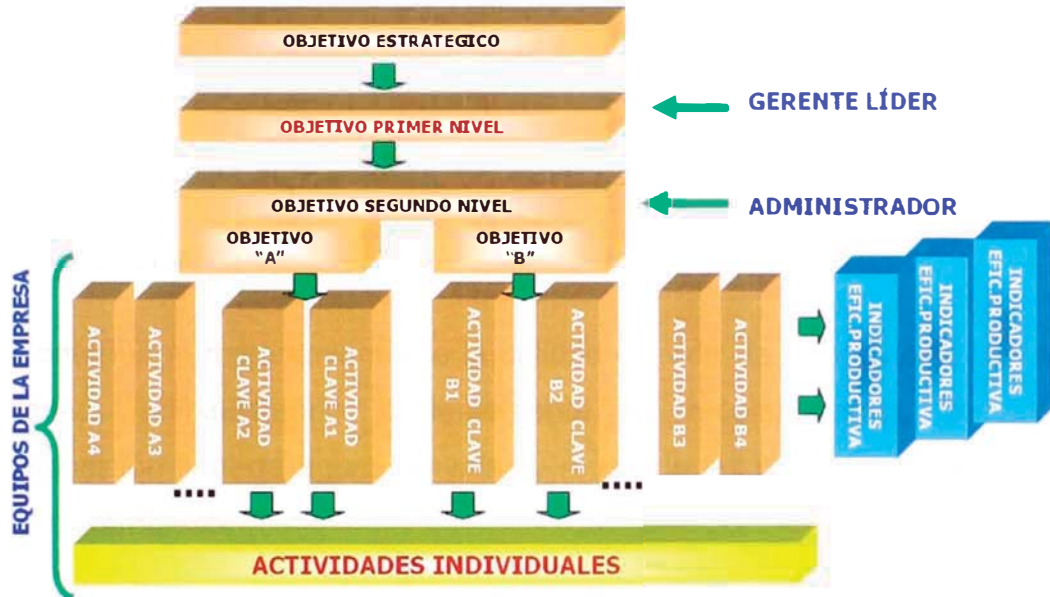 OBJETIVO ESTRATEGICO
OBJETIVO PRIMER NIVEL
GERENTE LÍDER
OBJETIVO SEGUNDO NIVEL
ADMINISTRADOR
OBJETIVO
"A"
OBJETIVO
"B"
EQUIPOS DE LA EMPRESA
ACTIVIDAD A4
ACTIVIDAD A3
ACTIVIDAD
CLAVE A2
ACTIVIDAD
CLAVE A1
ACTIVIDAD CLAVE
B1
ACTIVIDAD CLAVE
B2
ACTIVIDAD B3
ACTIVIDAD B4
INDICADORES
EFIC.PRODUCTIVA
INDICADORES
EFIC.PRODUCTIVA
INDICADORES
EFIC.PRODUCTIVA
.....
....
ACTIVIDADES INDIVIDUALES